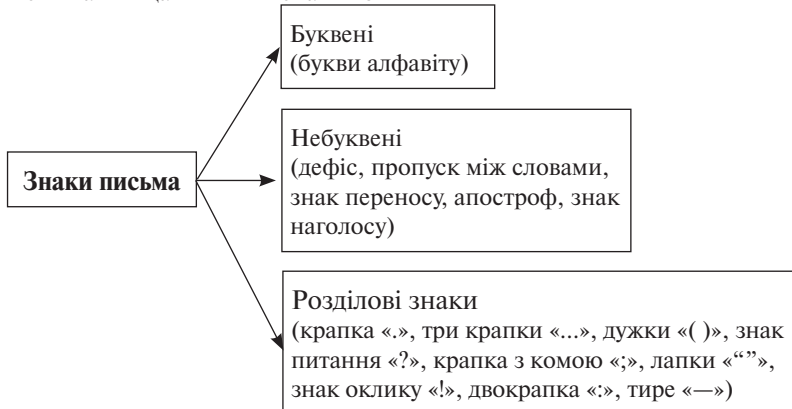 Буквені
(букви алфавіту)
Знаки письма
Небуквені
(дефіс, пропуск між словами,
знак переносу, апостроф, знак
наголосу)
Розділові знаки
(крапка «.», три крапки «...», дужки «( )», знак
питання «?», крапка з комою «;», лапки «“”»,
знак оклику «!», двокрапка «:», тире «—»)